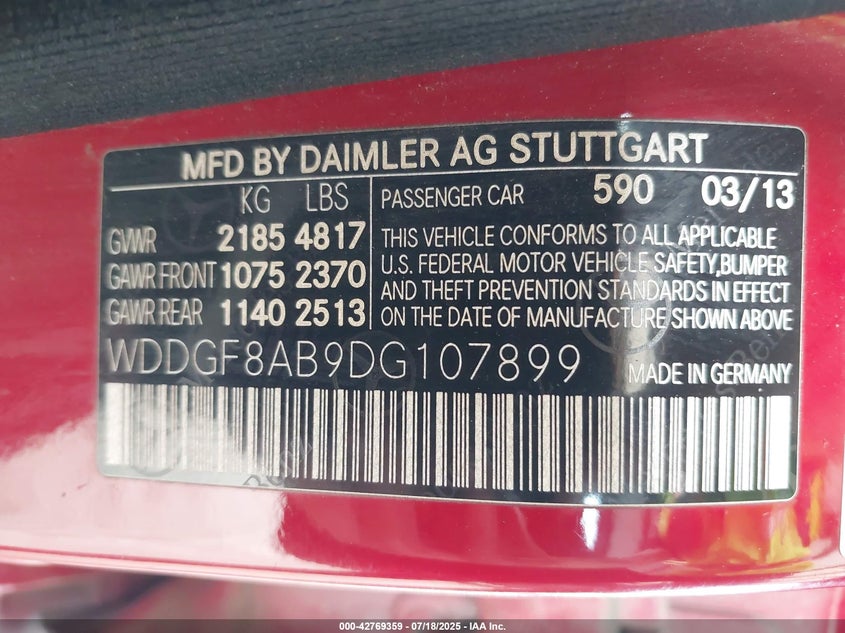 MFD BY DAIMLER AG STUTTGART
KG LBS
GVWR 2185 4817
GAWR FRONT 1075 2370
GAWR REAR 1140 2513
PASSENGER CAR 590 03/13
THIS VEHICLE CONFORMS TO ALL APPLICABLE
U.S. FEDERAL MOTOR VEHICLE SAFETY,BUMPER
AND THEFT PREVENTION STANDARDS IN EFFECT
ON THE DATE OF MANUFACTURE SHOWN ABOVE
WDDGF8AB9DG107899
MADE IN GERMANY
000-42769359 - 07/18/2025 - IAA Inc.